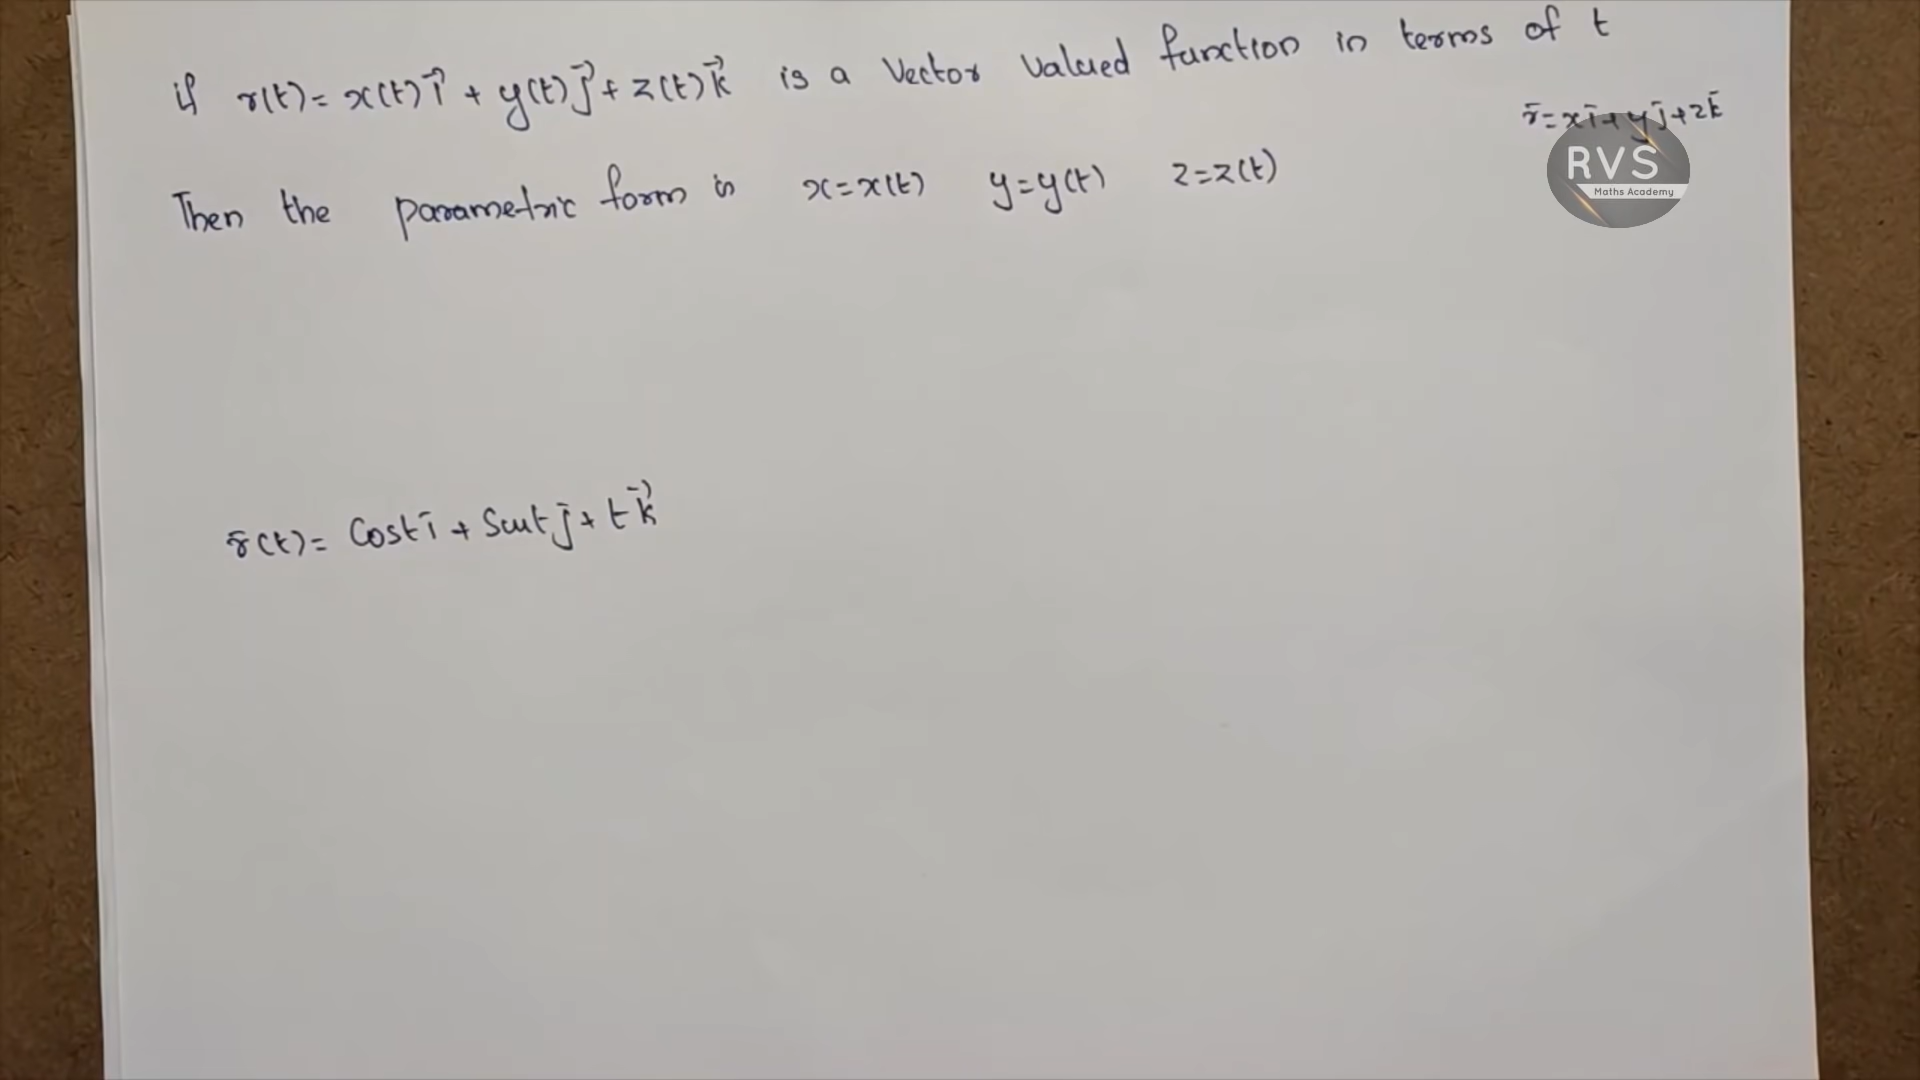 if r(t) = x(t)i⃗ + y(t)j⃗ + z(t)k⃗ is a Vector Valued function in terms of t
r̄ = xī + yj̄ + zk̄
RVS
Maths Academy
Then the parametric form is x = x(t) y = y(t) z = z(t)
r̄(t) = Cost ī + Sint j̄ + t k⃗